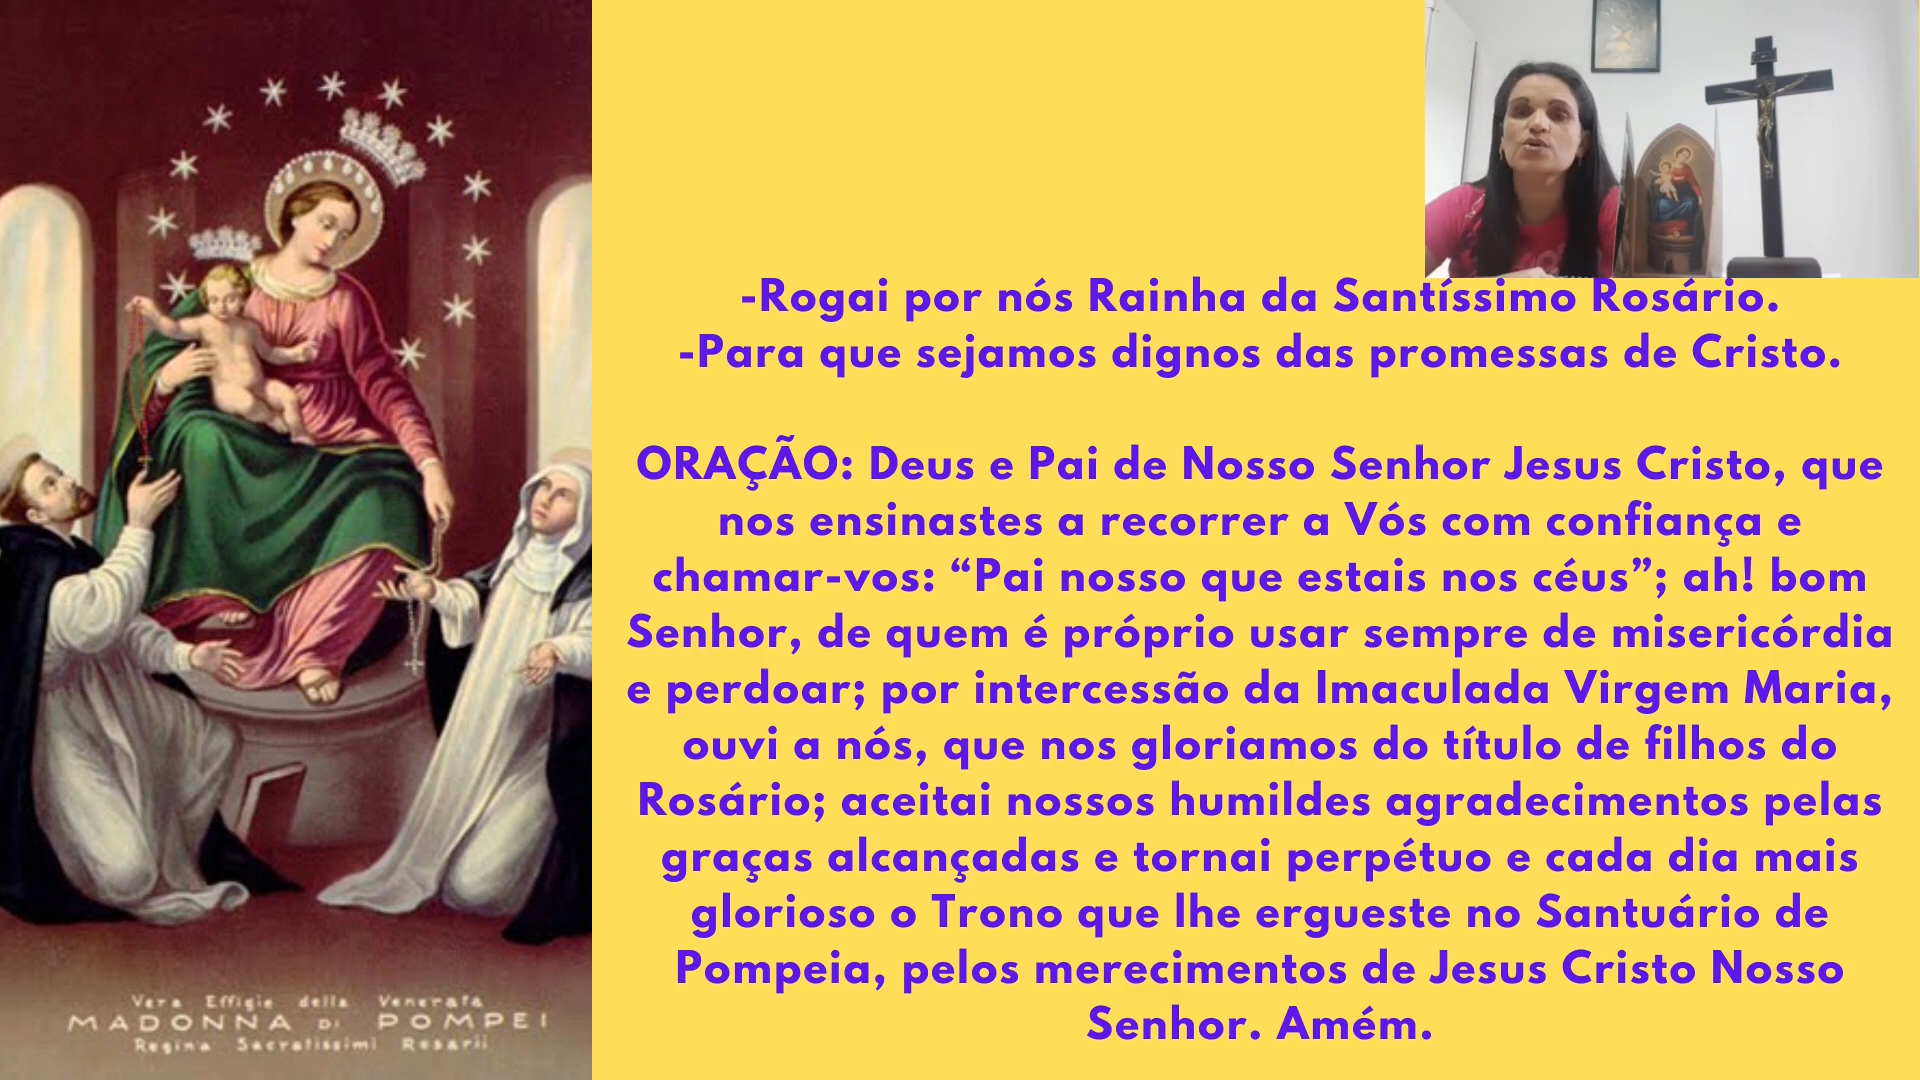 -Rogai por nós Rainha da Santíssimo Rosário.
-Para que sejamos dignos das promessas de Cristo.
ORAÇÃO: Deus e Pai de Nosso Senhor Jesus Cristo, que
nos ensinastes a recorrer a Vós com confiança e
chamar-vos: “Pai nosso que estais nos céus”; ah! bom
Senhor, de quem é próprio usar sempre de misericórdia
e perdoar; por intercessão da Imaculada Virgem Maria,
ouvi a nós, que nos gloriamos do título de filhos do
Rosário; aceitai nossos humildes agradecimentos pelas
graças alcançadas e tornai perpétuo e cada dia mais
glorioso o Trono que lhe ergueste no Santuário de
Pompeia, pelos merecimentos de Jesus Cristo Nosso
Senhor. Amém.
Vera Effigie della Venerata
MADONNA DI POMPEI
Regina Sacratissimi Rosarii